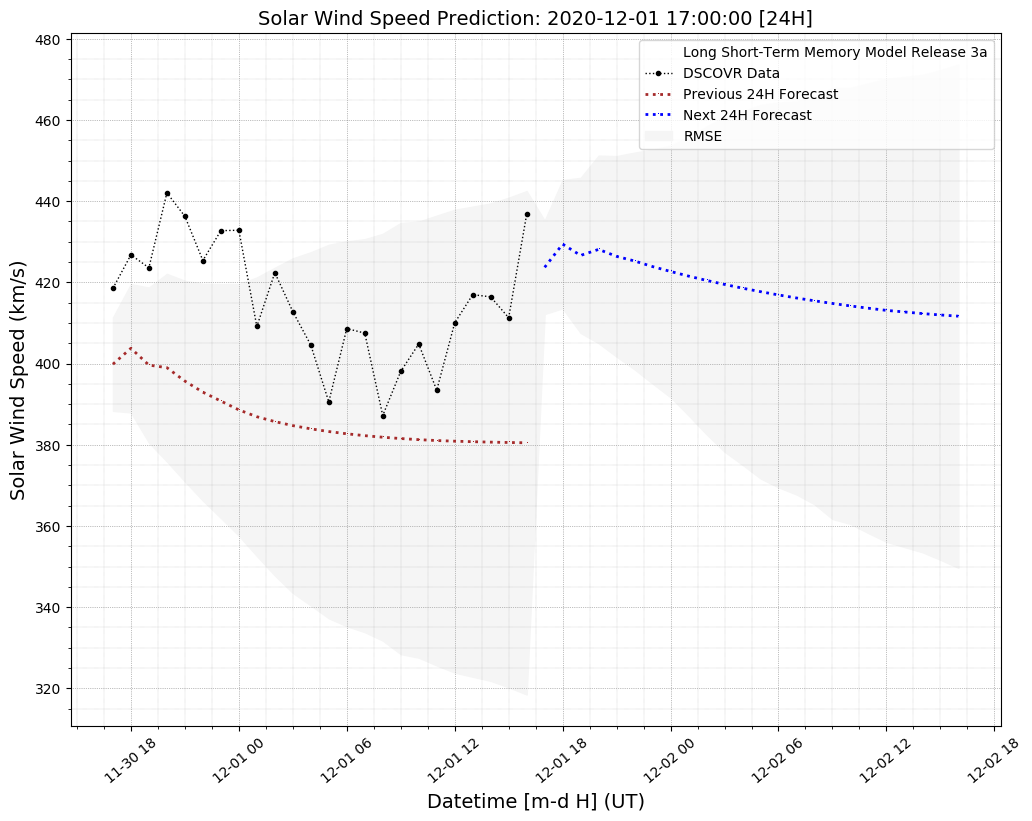 Solar Wind Speed Prediction: 2020-12-01 17:00:00 [24H]
Long Short-Term Memory Model Release 3a
DSCOVR Data
Previous 24H Forecast
Next 24H Forecast
RMSE
Solar Wind Speed (km/s)
480
460
440
420
400
380
360
340
320
11-30 18
12-01 00
12-01 06
12-01 12
12-01 18
12-02 00
12-02 06
12-02 12
12-02 18
Datetime [m-d H] (UT)